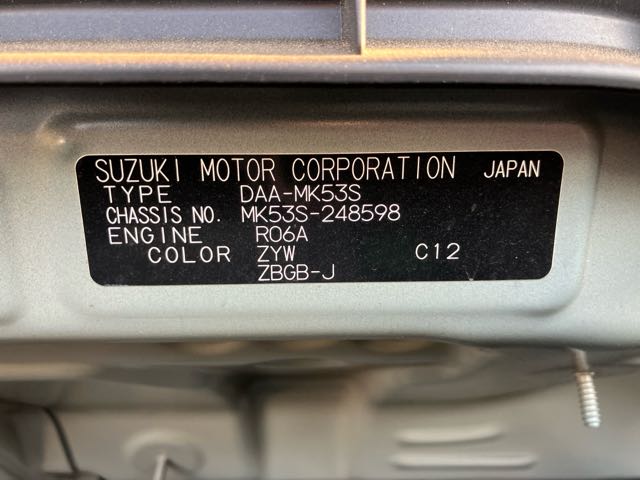 SUZUKI MOTOR CORPORATION JAPAN
TYPE DAA-MK53S
CHASSIS NO. MK53S-248598
ENGINE R06A
COLOR ZYW C12
ZBGB-J